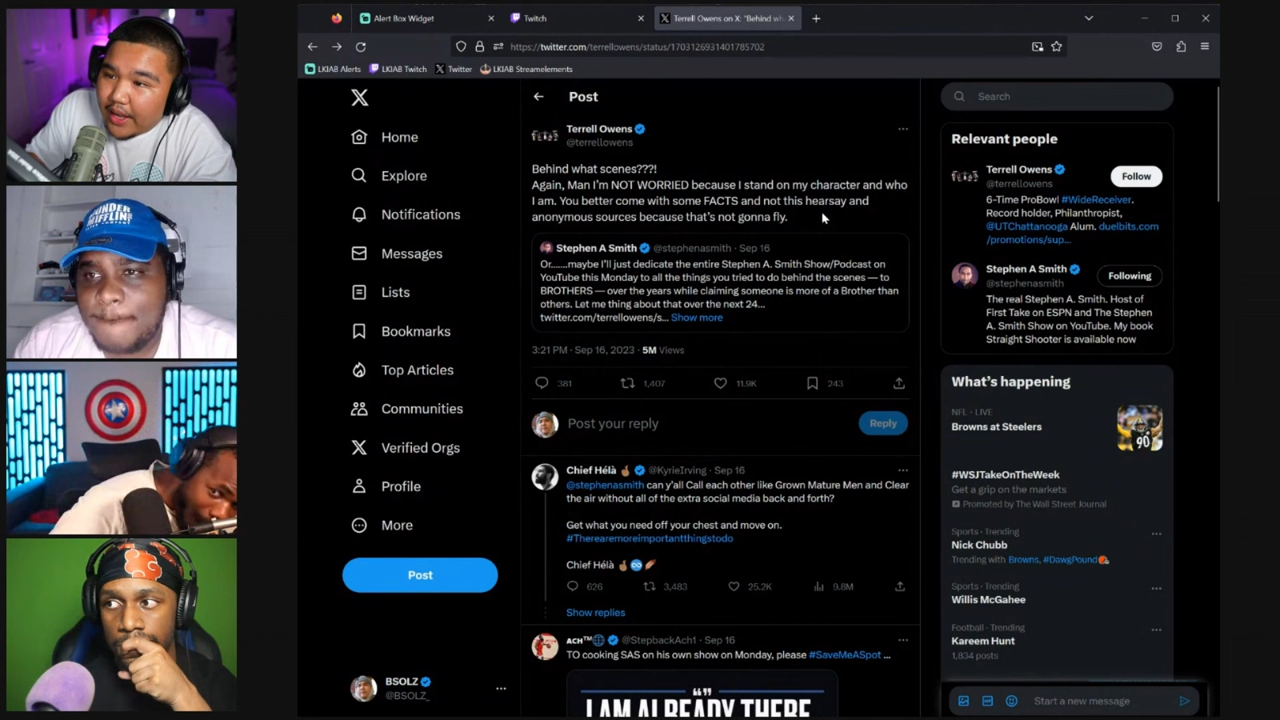 Alert Box Widget
Twitch
Terrell Owens on X: "Behind wh
https://twitter.com/terrellowens/status/1703126931401785702
LKIAB Alerts
LKIAB Twitch
Twitter
LKIAB Streamelements
UNDER
MIFFLIN
Home
Explore
Notifications
Messages
Lists
Bookmarks
Top Articles
Communities
Verified Orgs
Profile
More
Post
BSOLZ
@BSOLZ_
Post
Terrell Owens
@terrellowens
Behind what scenes???!
Again, Man I'm NOT WORRIED because I stand on my character and who
I am. You better come with some FACTS and not this hearsay and
anonymous sources because that's not gonna fly.
Stephen A Smith @stephenasmith · Sep 16
Or.......maybe I'll just dedicate the entire Stephen A. Smith Show/Podcast on
YouTube this Monday to all the things you tried to do behind the scenes — to
BROTHERS — over the years while claiming someone is more of a Brother than
others. Let me thing about that over the next 24...
twitter.com/terrellowens/s... Show more
3:21 PM · Sep 16, 2023 · 5M Views
381
1,407
11.9K
243
Post your reply
Reply
Chief Hélà @KyrieIrving · Sep 16
@stephenasmith can y'all Call each other like Grown Mature Men and Clear
the air without all of the extra social media back and forth?
Get what you need off your chest and move on.
#Therearemoreimportantthingstodo
Chief Hélà
626
3,483
25.2K
9.8M
Show replies
ACH™ @StepbackAch1 · Sep 16
TO cooking SAS on his own show on Monday, please #SaveMeASpot ...
I AM ALREADY THERE
Search
Relevant people
Terrell Owens
@terrellowens
Follow
6-Time ProBowl #WideReceiver.
Record holder, Philanthropist,
@UTChattanooga Alum. duelbits.com
/promotions/sup...
Stephen A Smith
@stephenasmith
Following
The real Stephen A. Smith. Host of
First Take on ESPN and The Stephen
A. Smith Show on YouTube. My book
Straight Shooter is available now
What's happening
NFL · LIVE
Browns at Steelers
90
#WSJTakeOnTheWeek
Get a grip on the markets
Promoted by The Wall Street Journal
Sports · Trending
Nick Chubb
Trending with Browns, #DawgPound
Sports · Trending
Willis McGahee
Football · Trending
Kareem Hunt
1,834 posts
Start a new message